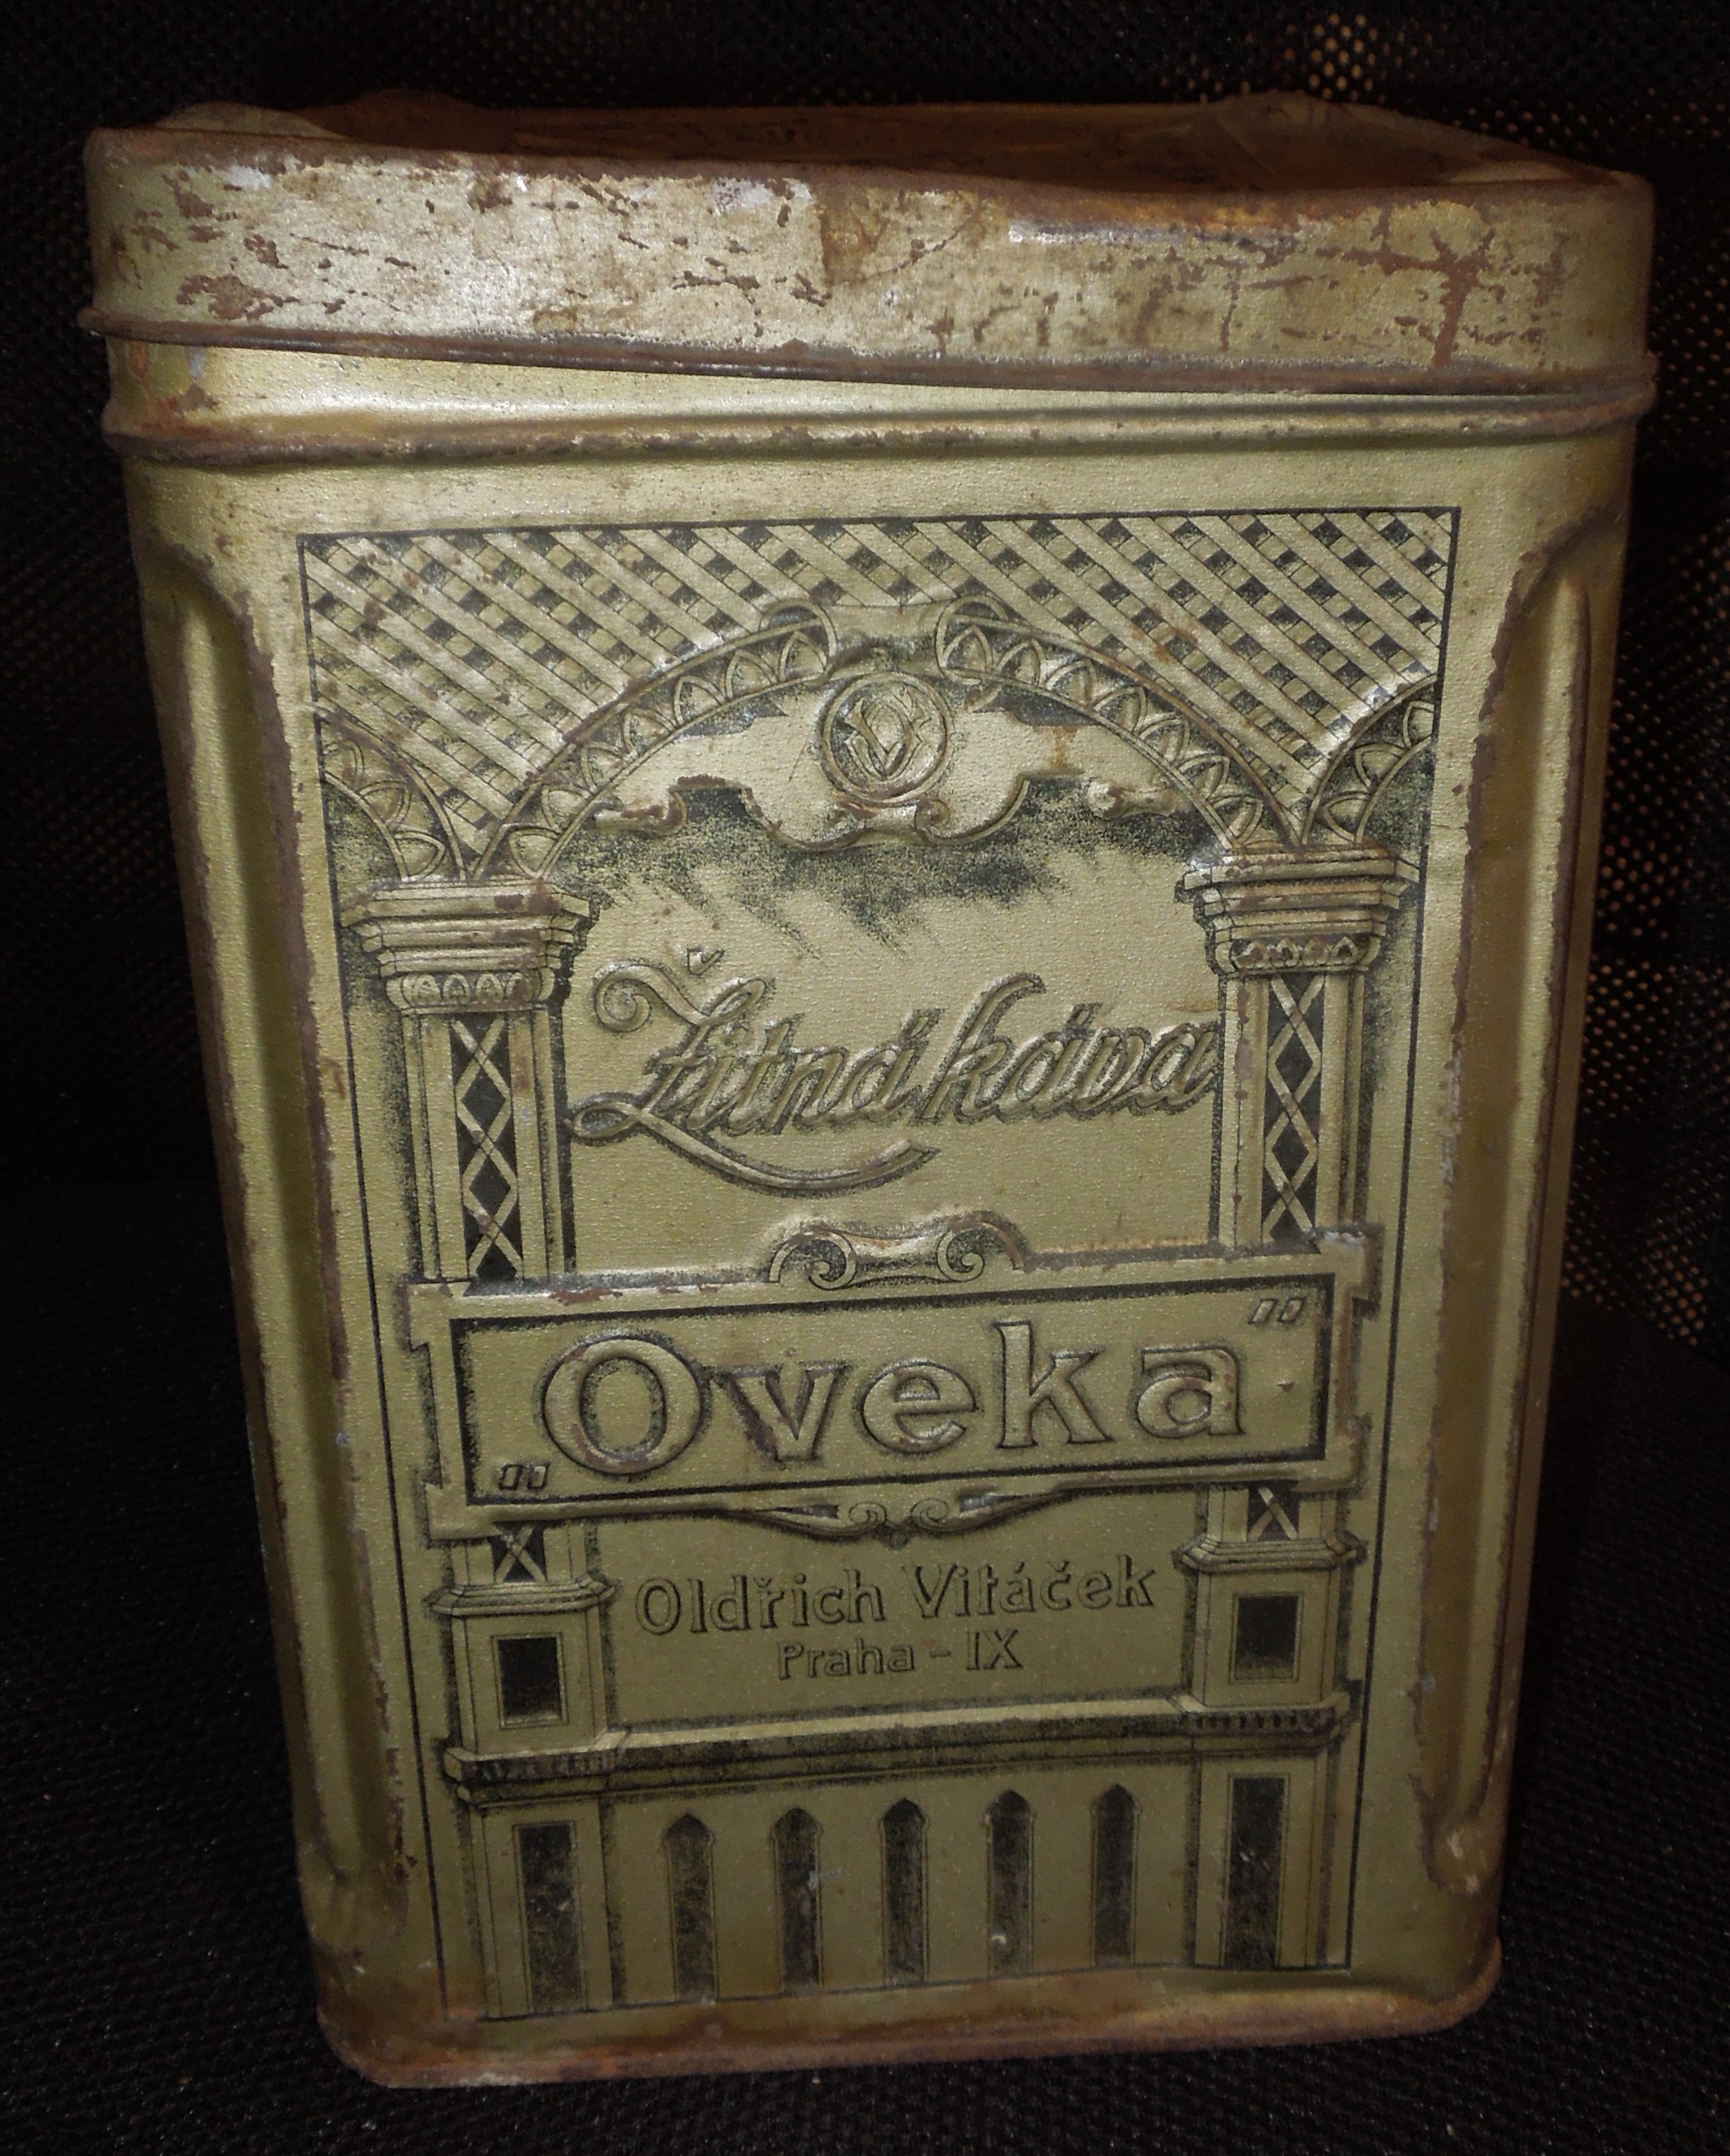 Žitná káva
„Oveka"
Oldřich Vitáček
Praha - IX